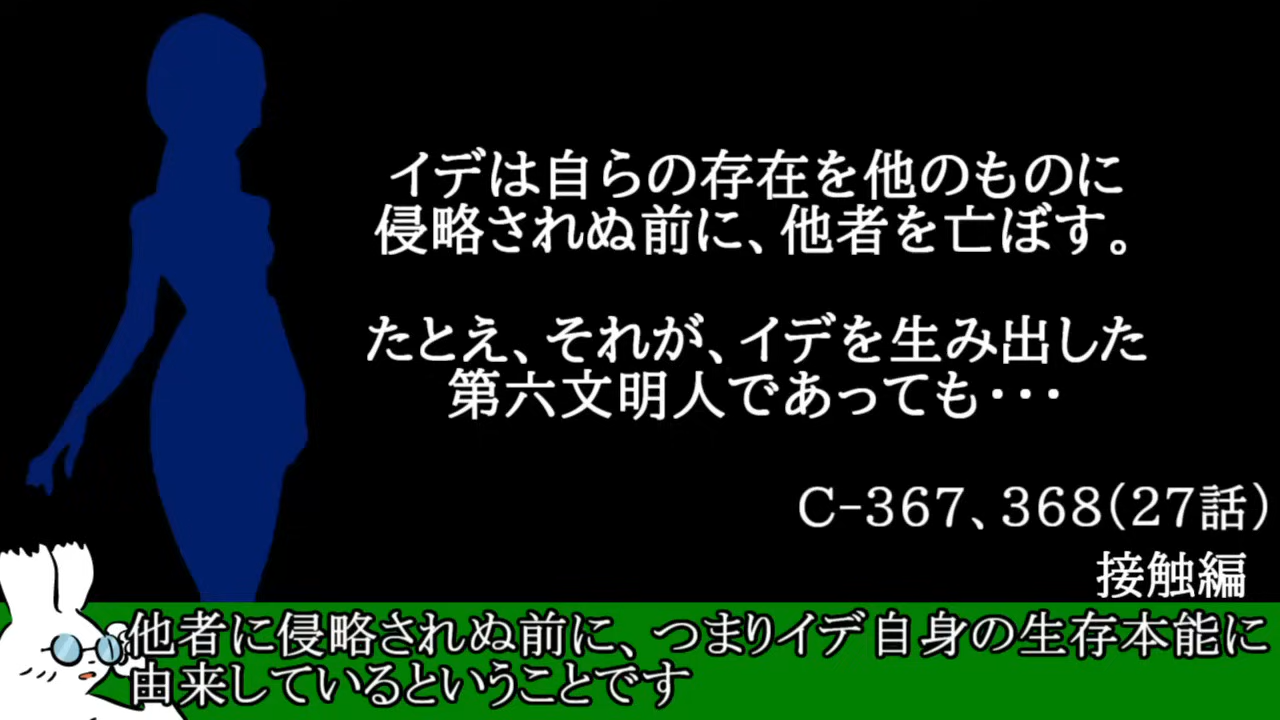 イデは自らの存在を他のものに
侵略されぬ前に、他者を亡ぼす。
たとえ、それが、イデを生み出した
第六文明人であっても・・・
C-367、368(27話)
接触編
他者に侵略されぬ前に、つまりイデ自身の生存本能に
由来しているということです